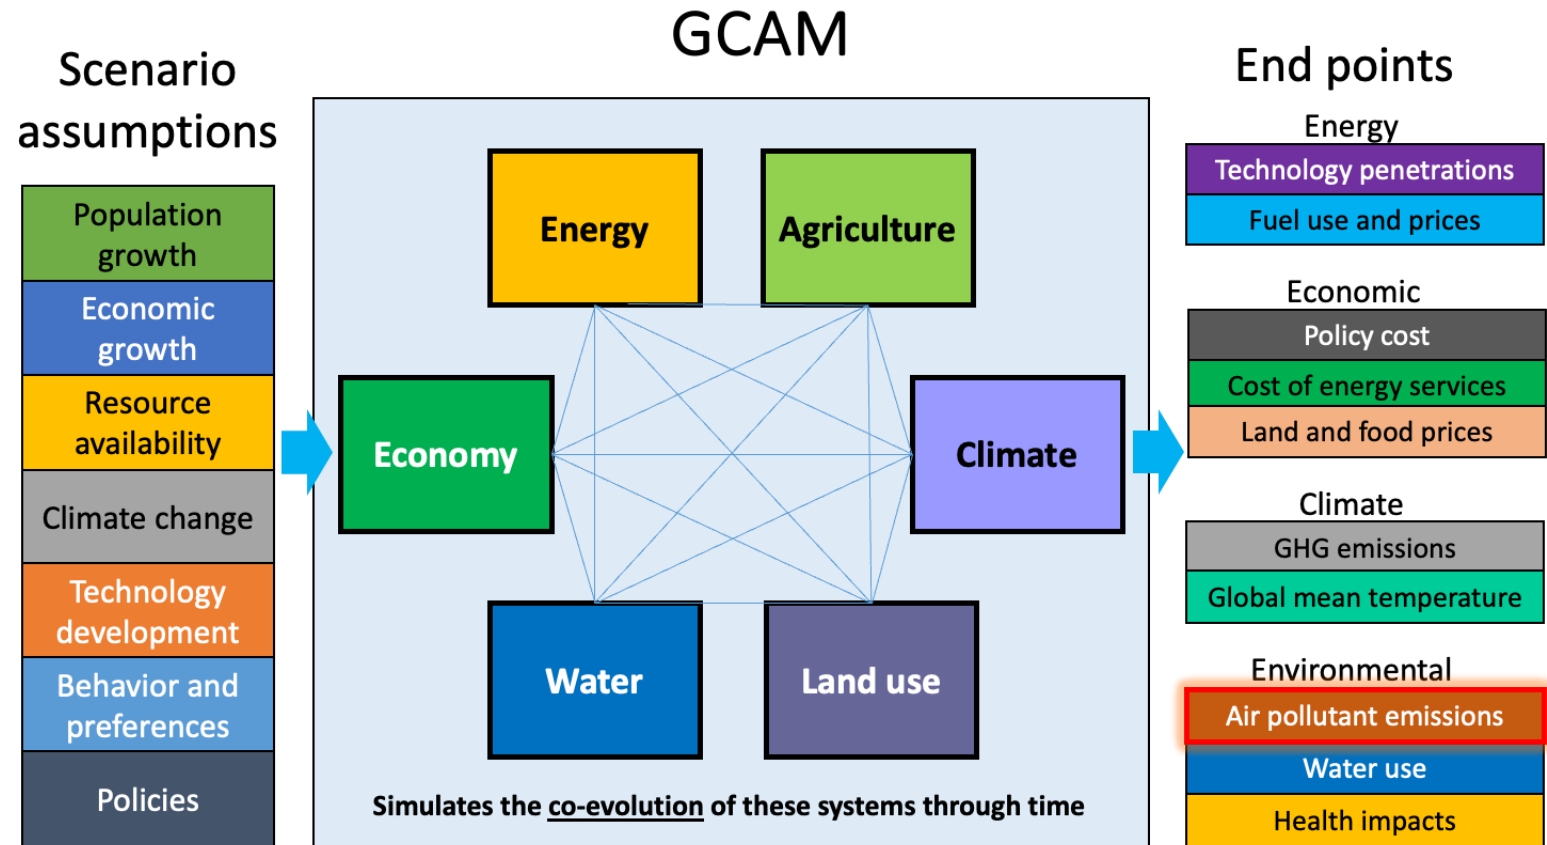 GCAM
Scenario
assumptions
Population
growth
Economic
growth
Resource
availability
Climate change
Technology
development
Behavior and
preferences
Policies
Energy
Agriculture
Economy
Climate
Water
Land use
Simulates the co-evolution of these systems through time
End points
Energy
Technology penetrations
Fuel use and prices
Economic
Policy cost
Cost of energy services
Land and food prices
Climate
GHG emissions
Global mean temperature
Environmental
Air pollutant emissions
Water use
Health impacts